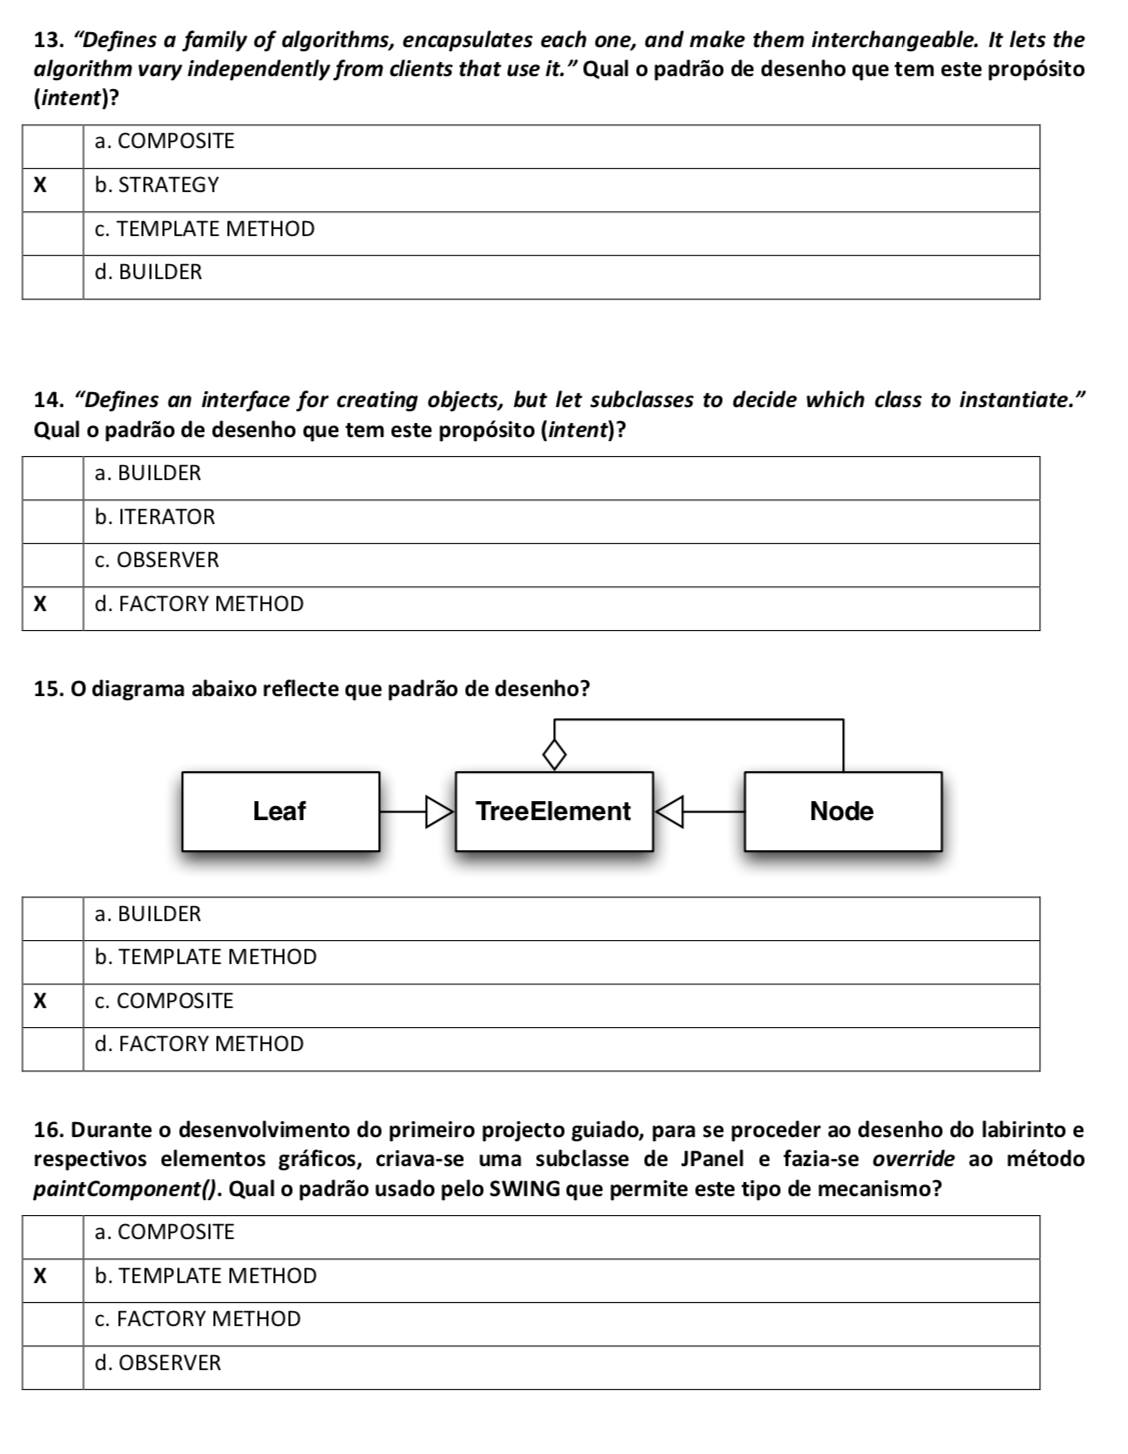 13. “Defines a family of algorithms, encapsulates each one, and make them interchangeable. It lets the
algorithm vary independently from clients that use it.” Qual o padrão de desenho que tem este propósito
(intent)?
a. COMPOSITE
X b. STRATEGY
c. TEMPLATE METHOD
d. BUILDER
14. “Defines an interface for creating objects, but let subclasses to decide which class to instantiate.”
Qual o padrão de desenho que tem este propósito (intent)?
a. BUILDER
b. ITERATOR
c. OBSERVER
X d. FACTORY METHOD
15. O diagrama abaixo reflecte que padrão de desenho?
Leaf TreeElement Node
a. BUILDER
b. TEMPLATE METHOD
X c. COMPOSITE
d. FACTORY METHOD
16. Durante o desenvolvimento do primeiro projecto guiado, para se proceder ao desenho do labirinto e
respectivos elementos gráficos, criava-se uma subclasse de JPanel e fazia-se override ao método
paintComponent(). Qual o padrão usado pelo SWING que permite este tipo de mecanismo?
a. COMPOSITE
X b. TEMPLATE METHOD
c. FACTORY METHOD
d. OBSERVER